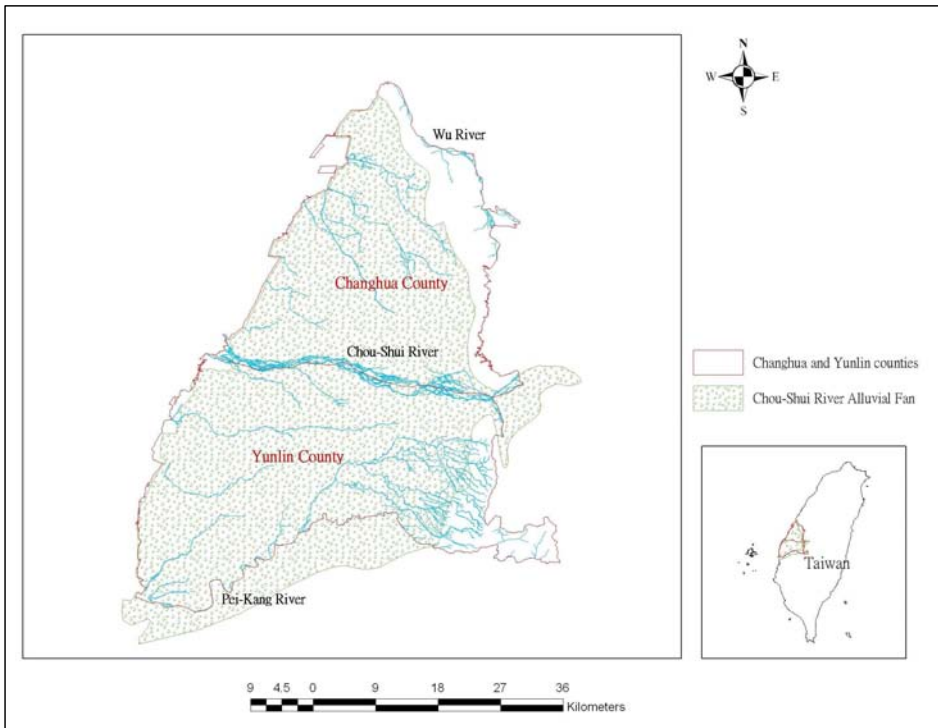 N
W E
S
Wu River
Changhua County
Chou-Shui River
Yunlin County
Pei-Kang River
Changhua and Yunlin counties
Chou-Shui River Alluvial Fan
Taiwan
9 4.5 0 9 18 27 36
Kilometers